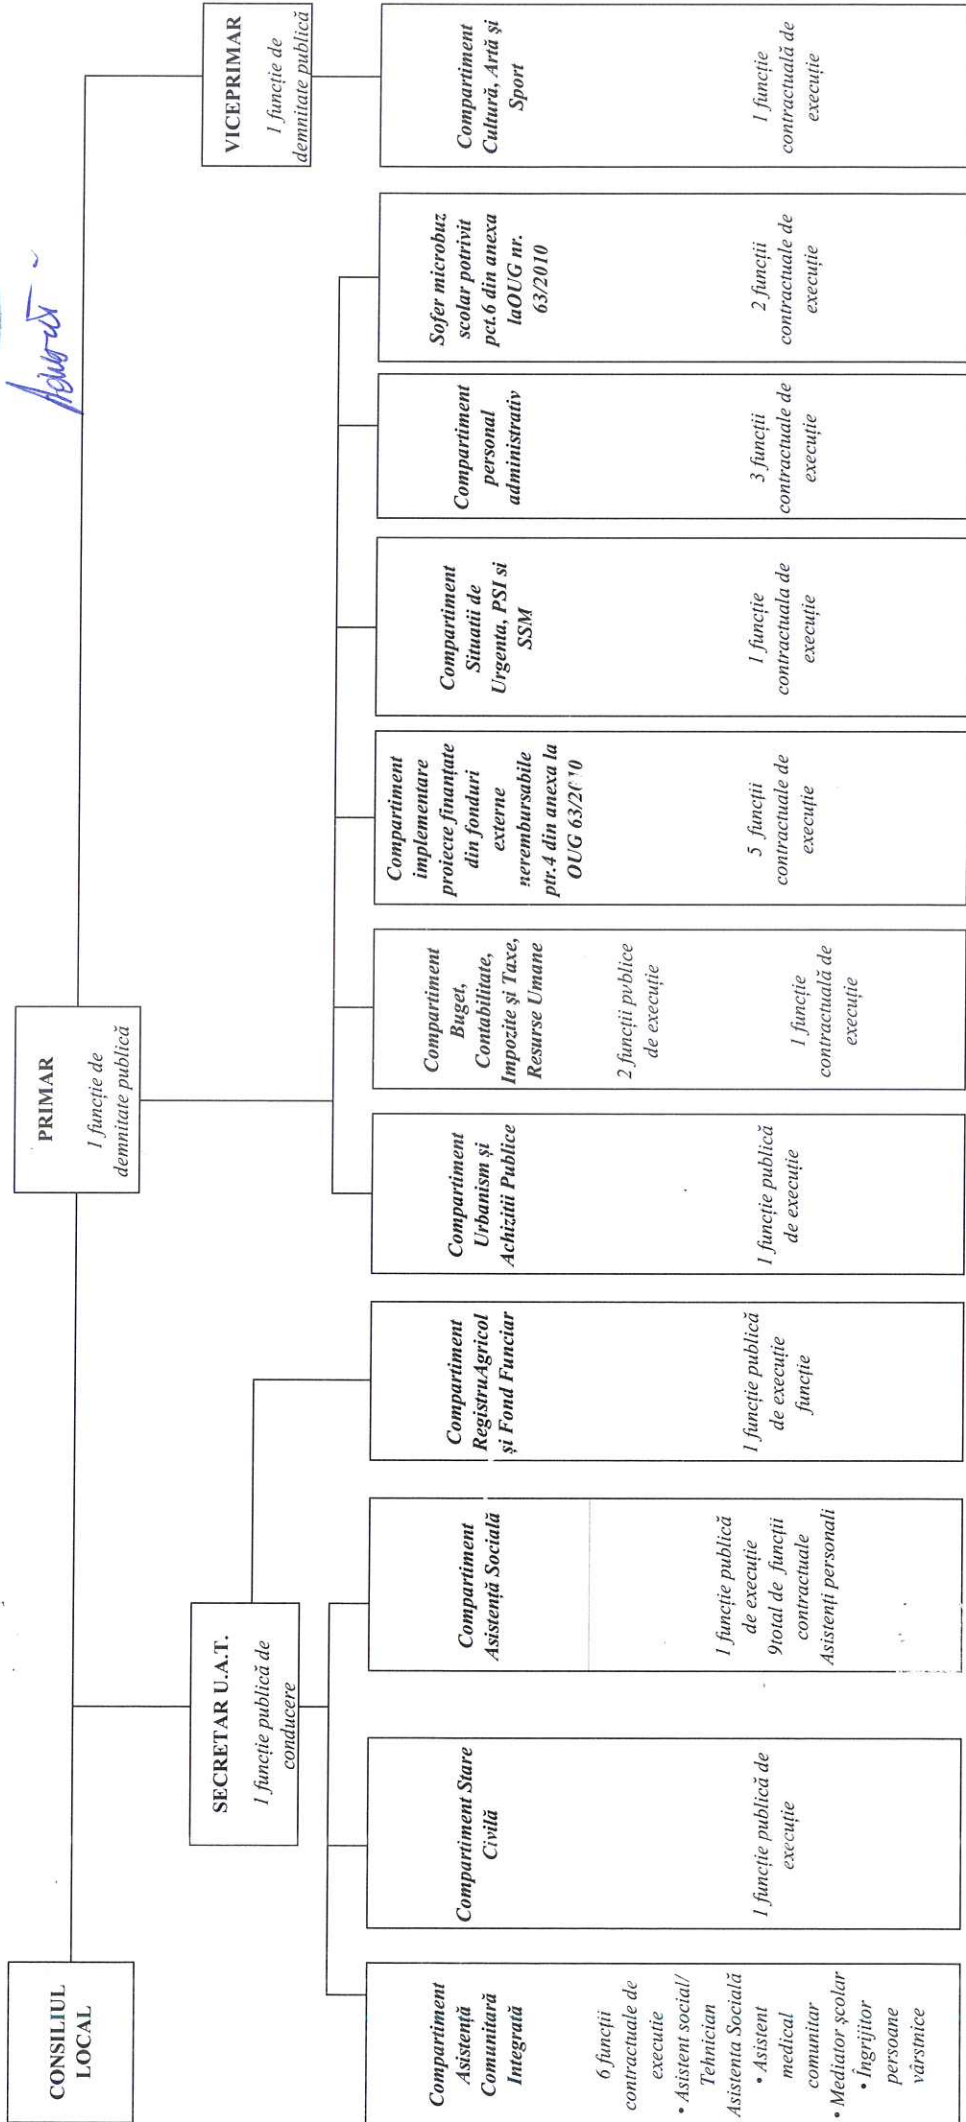 CONSILIUL
LOCAL
PRIMAR
1 funcție de
demnitate publică
VICEPRIMAR
1 funcție de
demnitate publică
SECRETAR U.A.T.
1 funcție publică de
conducere
Compartiment
Asistență
Comunitară
Integrată
6 funcții
contractuale de
executie
• Asistent social/
Tehnician
Asistenta Socială
• Asistent
medical
comunitar
• Mediator școlar
• Îngrijitor
persoane
vârstnice
Compartiment Stare
Civilă
1 funcție publică de
execuție
Compartiment
Asistență Socială
1 funcție publică
de execuție
9total de funcții
contractuale
Asistenți personali
Compartiment
RegistruAgricol
și Fond Funciar
1 funcție publică
de execuție
funcție
Compartiment
Urbanism și
Achizitii Publice
1 funcție publică
de execuție
Compartiment
Buget,
Contabilitate,
Impozite și Taxe,
Resurse Umane
2 funcții publice
de execuție
1 funcție
contractuală de
execuție
Compartiment
implementare
proiecte finanțate
din fonduri
externe
nerembursabile
ptr.4 din anexa la
OUG 63/2010
5 funcții
contractuale de
execuție
Compartiment
Situatii de
Urgenta, PSI si
SSM
1 funcție
contractuala de
execuție
Compartiment
personal
administrativ
3 funcții
contractuale de
execuție
Sofer microbuz
scolar potrivit
pct.6 din anexa
laOUG nr.
63/2010
2 funcții
contractuale de
execuție
Compartiment
Cultură, Artă și
Sport
1 funcție
contractuală de
execuție